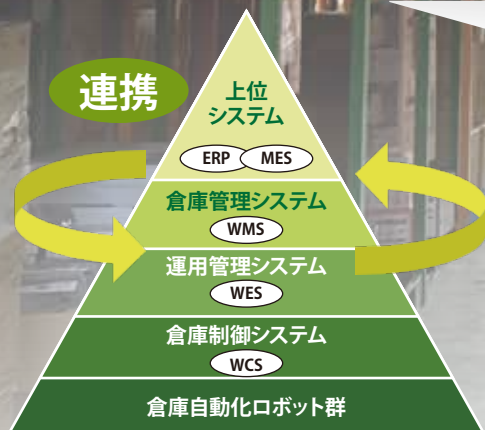 連携
上位
システム
ERP MES
倉庫管理システム
WMS
運用管理システム
WES
倉庫制御システム
WCS
倉庫自動化ロボット群